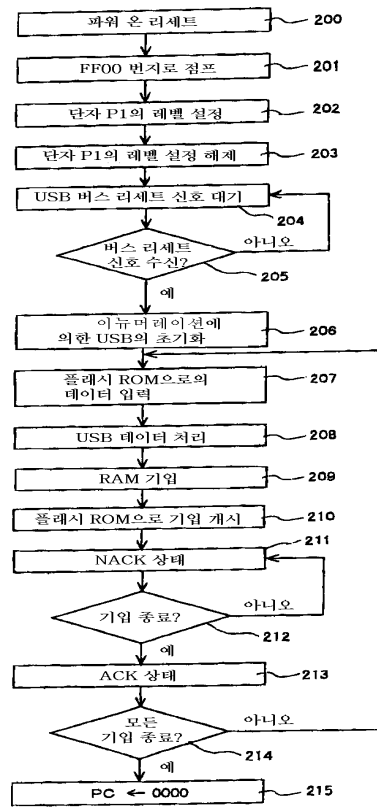 파워 온 리세트
200
FF00 번지로 점프
201
단자 P1의 레벨 설정
202
단자 P1의 레벨 설정 해제
203
USB 버스 리세트 신호 대기
204
버스 리세트
신호 수신?
아니오
205
예
이뉴머레이션에
의한 USB의 초기화
206
플래시 ROM으로의
데이터 입력
207
USB 데이터 처리
208
RAM 기입
209
플래시 ROM으로 기입 개시
210
211
NACK 상태
기입 종료?
아니오
212
예
ACK 상태
213
모든
기입 종료?
아니오
214
예
PC ← 0000
215